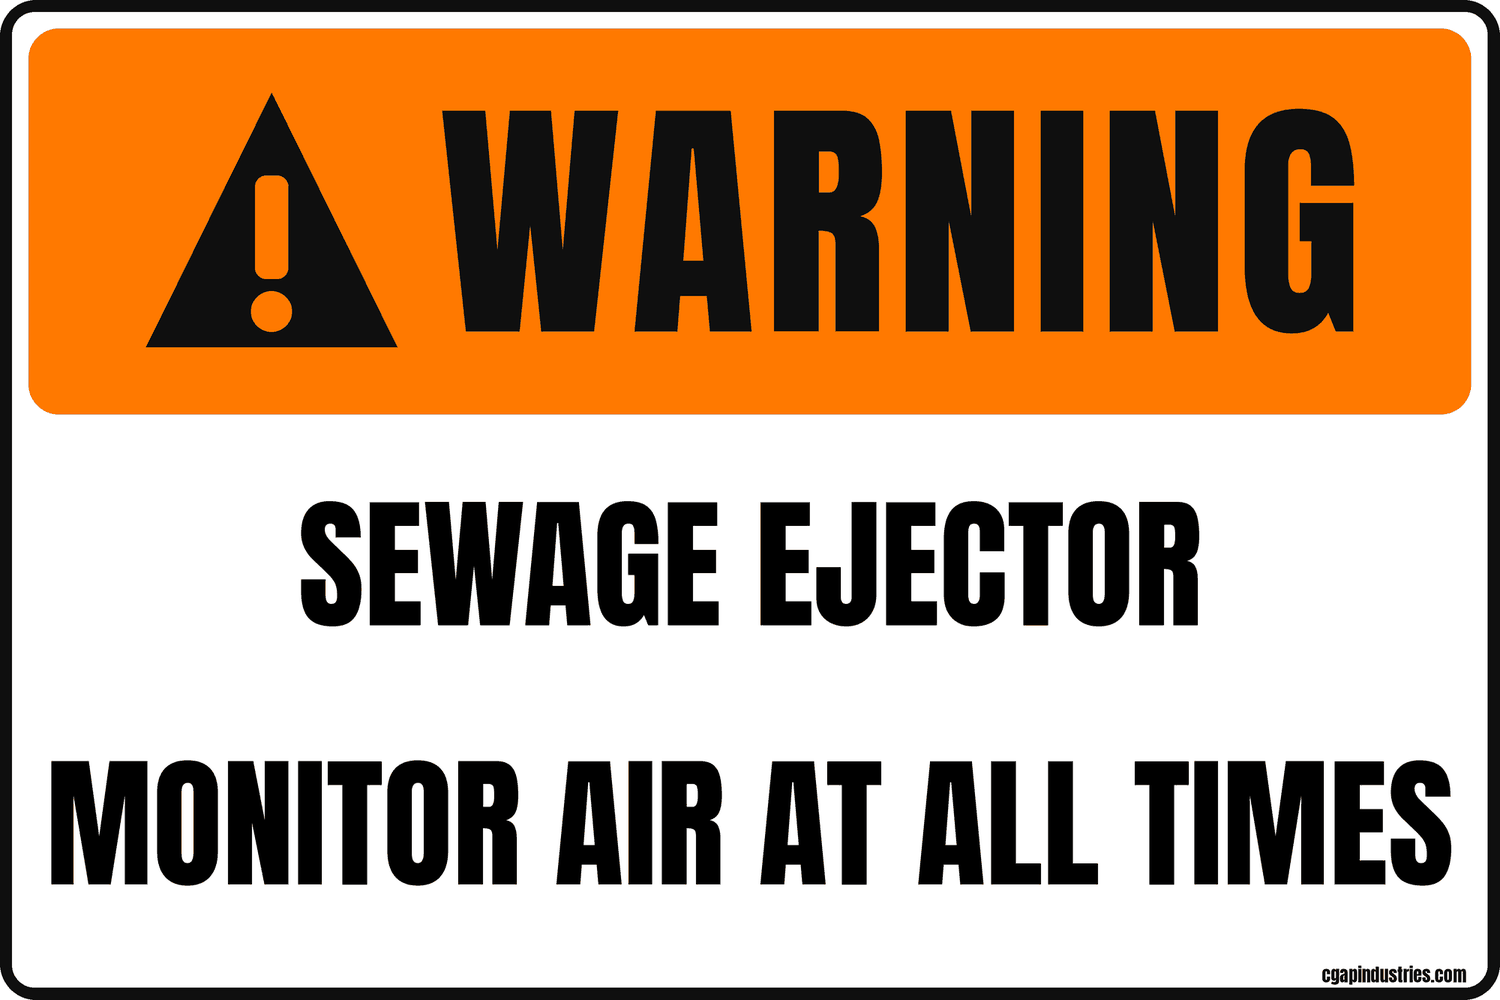 WARNING
SEWAGE EJECTOR
MONITOR AIR AT ALL TIMES
cgapindustries.com